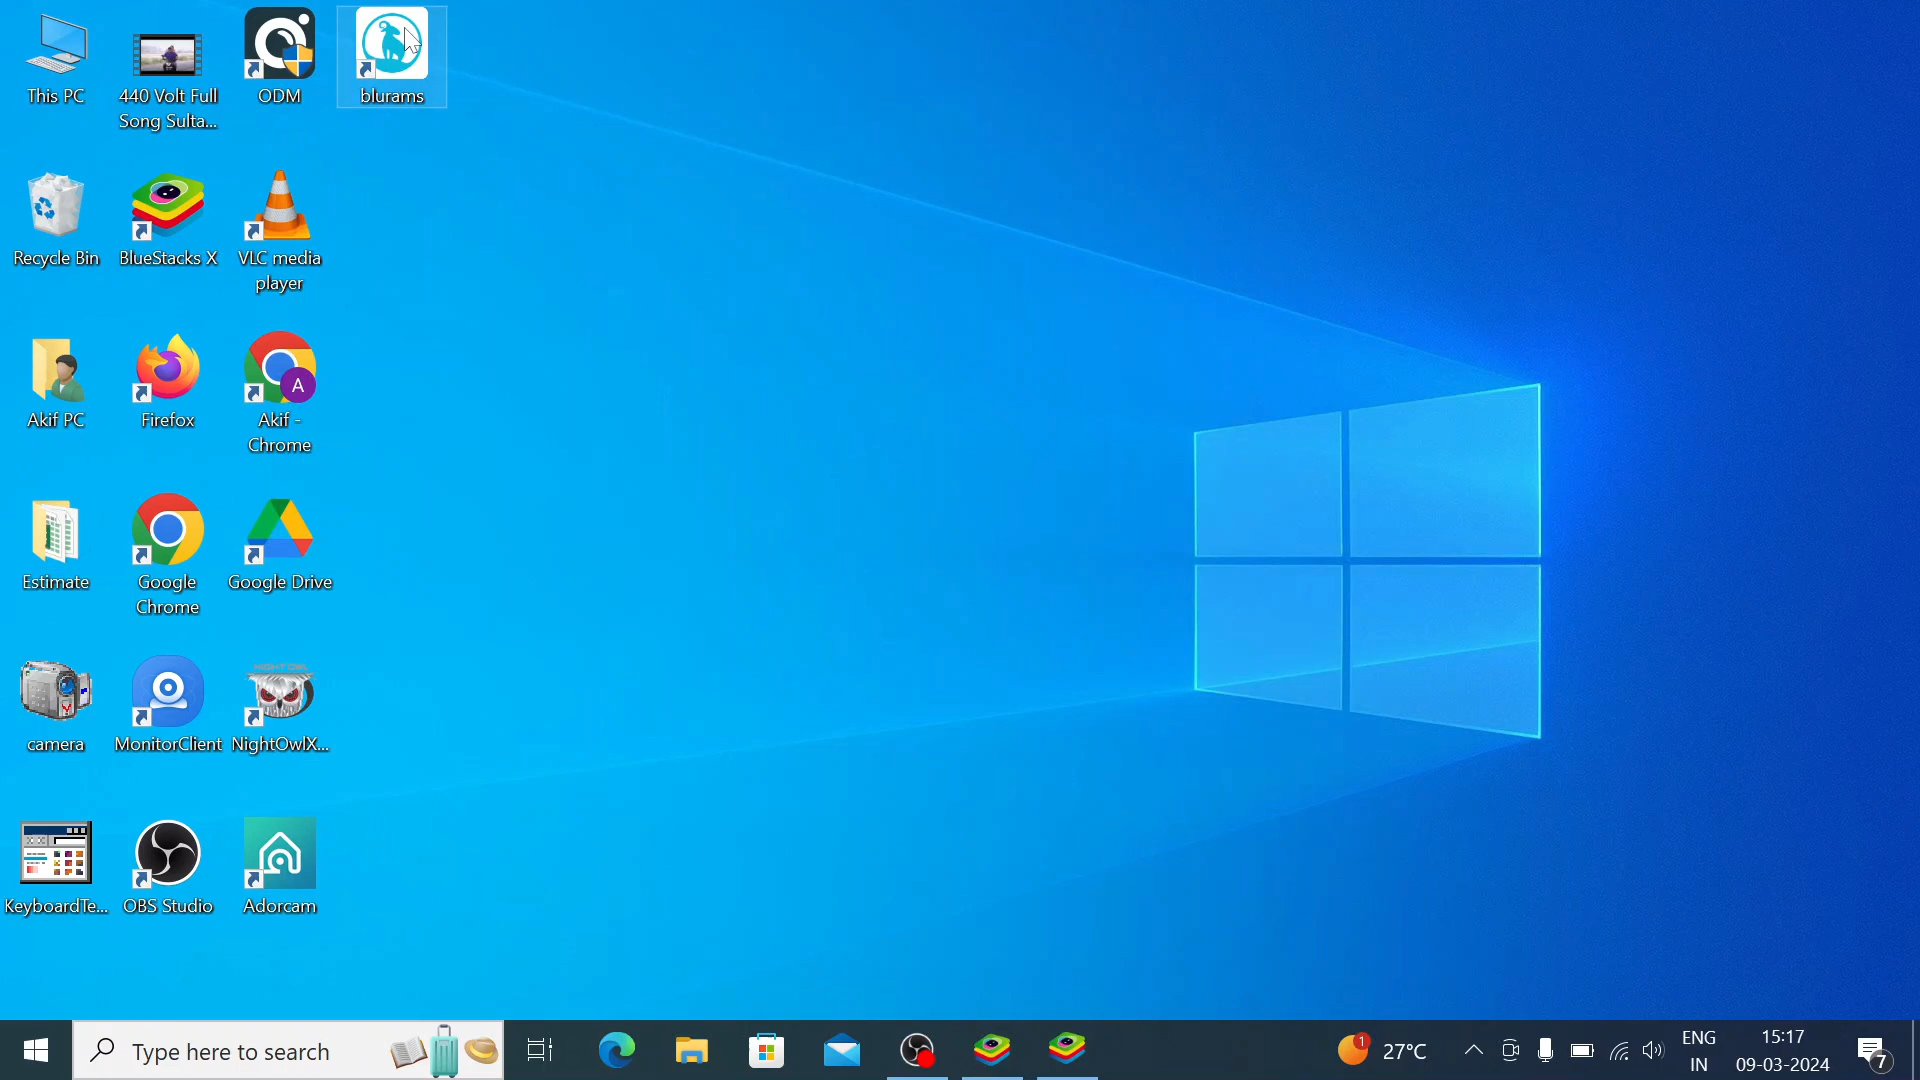 This PC
440 Volt Full
Song Sulta...
ODM
blurams
Recycle Bin
BlueStacks X
VLC media
player
Akif PC
Firefox
A
Akif -
Chrome
Estimate
Google
Chrome
Google Drive
camera
MonitorClient
NIGHT OWL
NightOwlX...
KeyboardTe...
OBS Studio
Adorcam
Type here to search
1
27°C
ENG
IN
15:17
09-03-2024
7